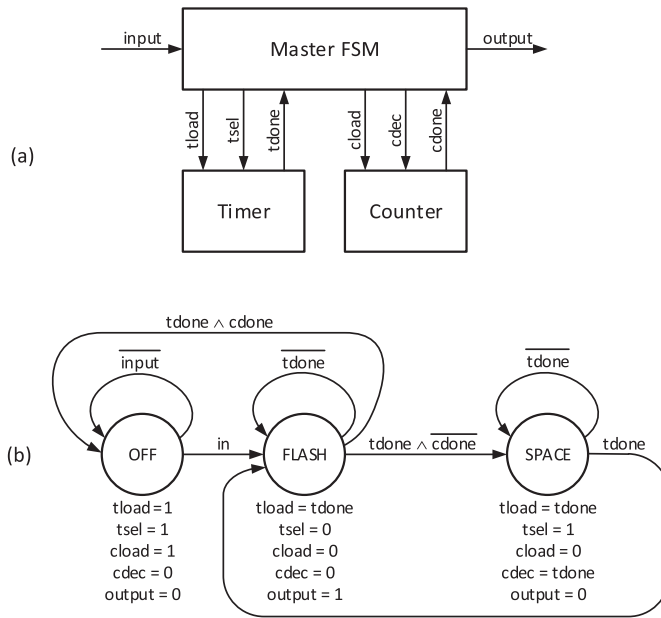 input
Master FSM
output
tload
tsel
tdone
cload
cdec
cdone
(a)
Timer
Counter
tdone ∧ cdone
input
tdone
tdone
(b)
OFF
in
FLASH
tdone ∧ cdone
SPACE
tdone
tload = 1
tsel = 1
cload = 1
cdec = 0
output = 0
tload = tdone
tsel = 0
cload = 0
cdec = 0
output = 1
tload = tdone
tsel = 1
cload = 0
cdec = tdone
output = 0